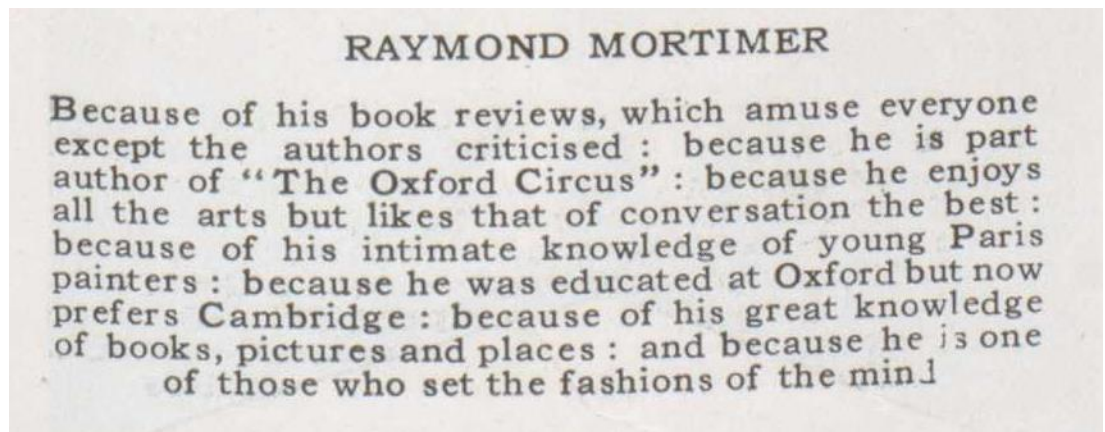 RAYMOND MORTIMER
Because of his book reviews, which amuse everyone
except the authors criticised : because he is part
author of “The Oxford Circus” : because he enjoys
all the arts but likes that of conversation the best :
because of his intimate knowledge of young Paris
painters : because he was educated at Oxford but now
prefers Cambridge : because of his great knowledge
of books, pictures and places : and because he is one
of those who set the fashions of the mind